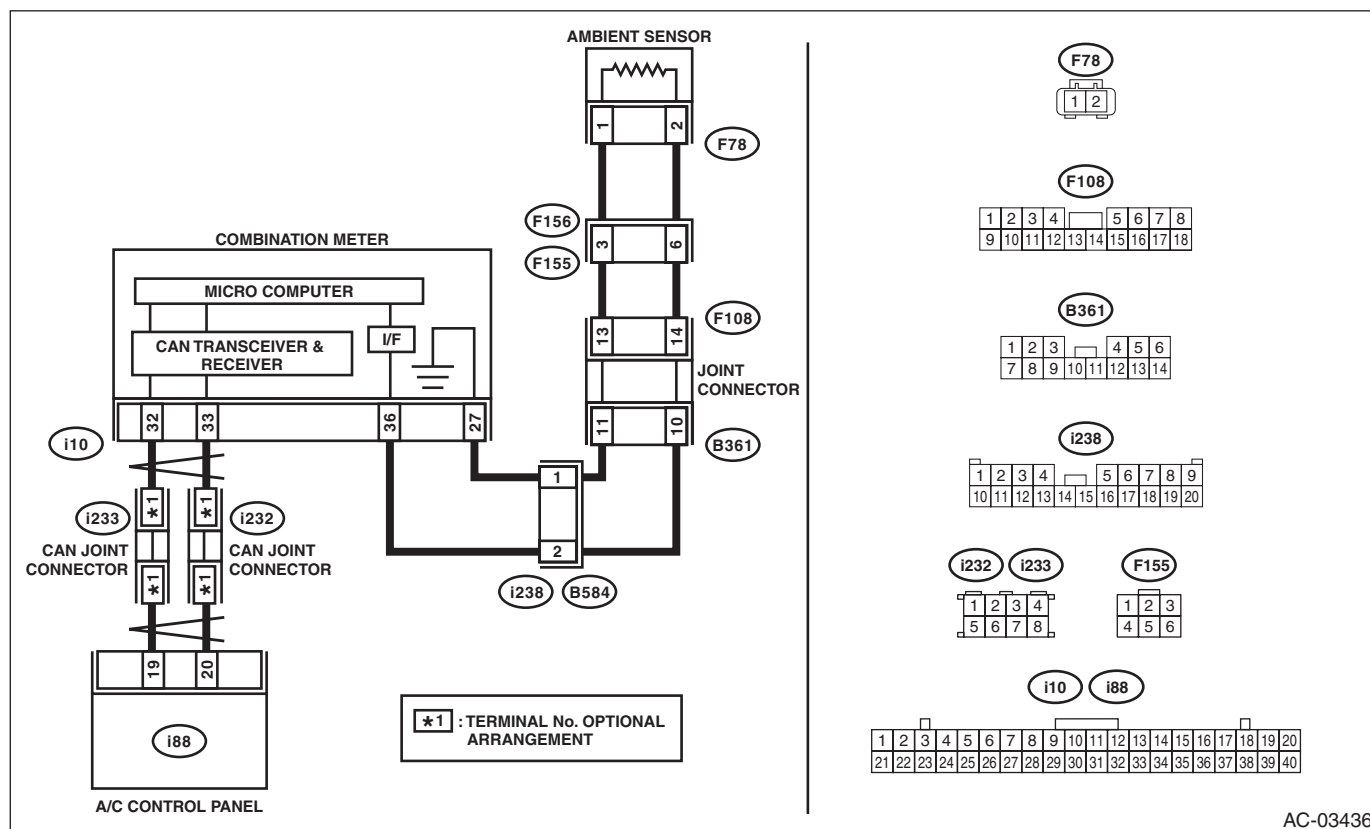 AMBIENT SENSOR
1 2
F78
F156
3 6
F155
COMBINATION METER
MICRO COMPUTER
CAN TRANSCEIVER &
RECEIVER
I/F
F108
13 14
JOINT
CONNECTOR
32 33 36 27
i10
11 10
B361
1
2
i238 B584
i233
*1 *1
i232
CAN JOINT
CONNECTOR
CAN JOINT
CONNECTOR
*1 *1
19 20
i88
A/C CONTROL PANEL
*1 : TERMINAL No. OPTIONAL
ARRANGEMENT
F78
1 2
F108
1 2 3 4 5 6 7 8
9 10 11 12 13 14 15 16 17 18
B361
1 2 3 4 5 6
7 8 9 10 11 12 13 14
i238
1 2 3 4 5 6 7 8 9
10 11 12 13 14 15 16 17 18 19 20
i232 i233
1 2 3 4
5 6 7 8
F155
1 2 3
4 5 6
i10 i88
1 2 3 4 5 6 7 8 9 10 11 12 13 14 15 16 17 18 19 20
21 22 23 24 25 26 27 28 29 30 31 32 33 34 35 36 37 38 39 40
AC-03436